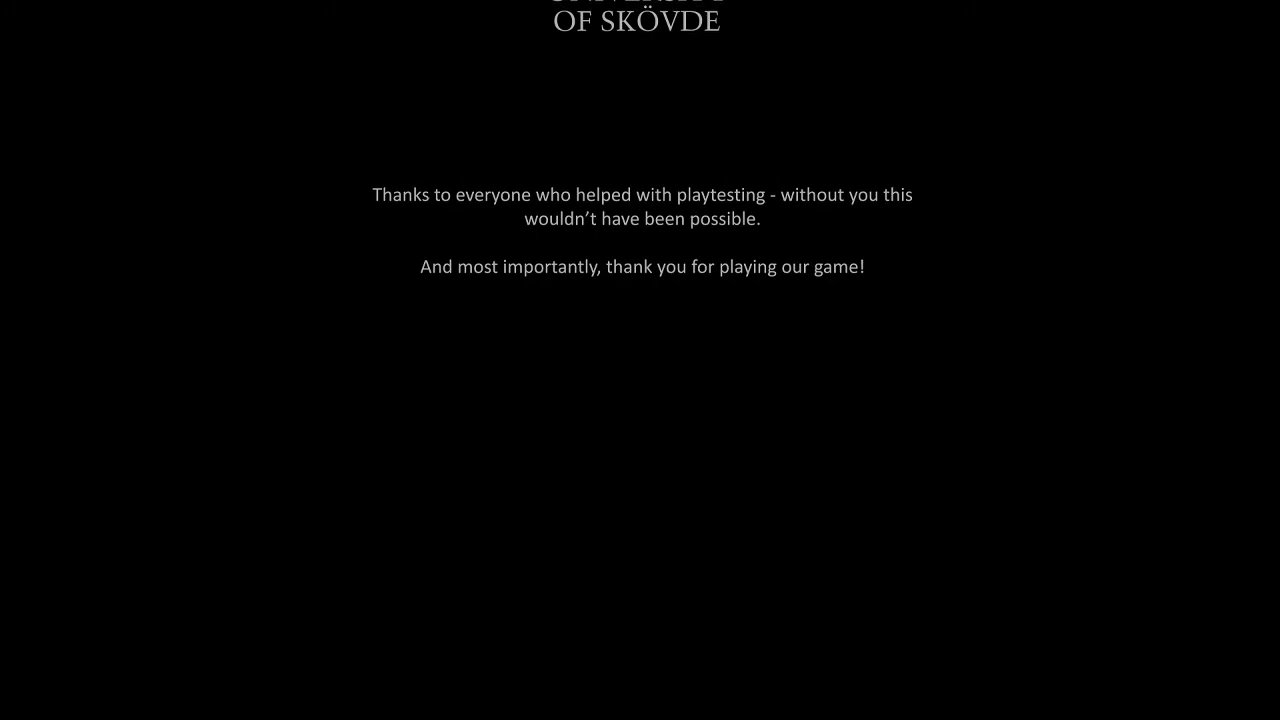 OF SKÖVDE
Thanks to everyone who helped with playtesting - without you this
wouldn’t have been possible.
And most importantly, thank you for playing our game!